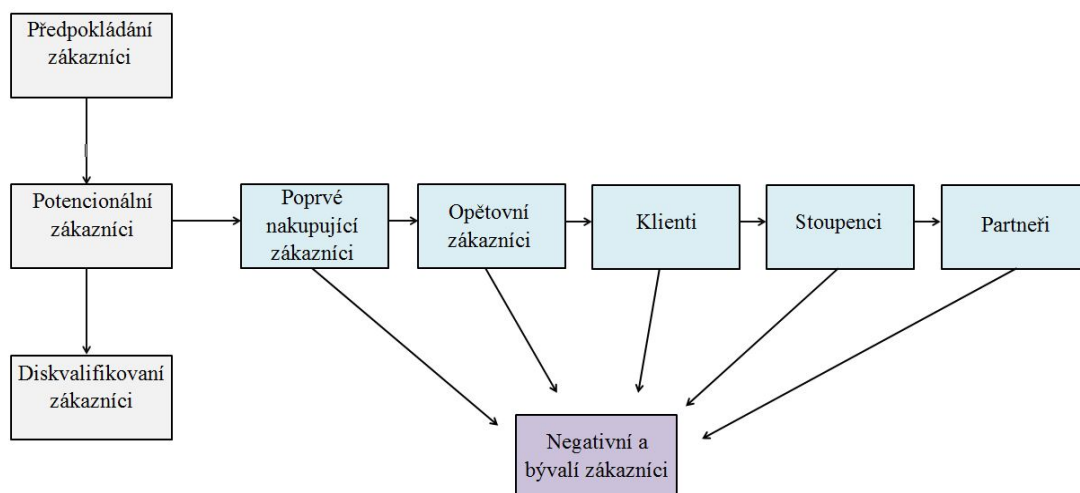 Předpokládání
zákazníci
Potencionální
zákazníci
Poprvé
nakupující
zákazníci
Opětovní
zákazníci
Klienti
Stoupenci
Partneři
Diskvalifikovaní
zákazníci
Negativní a
bývalí zákazníci